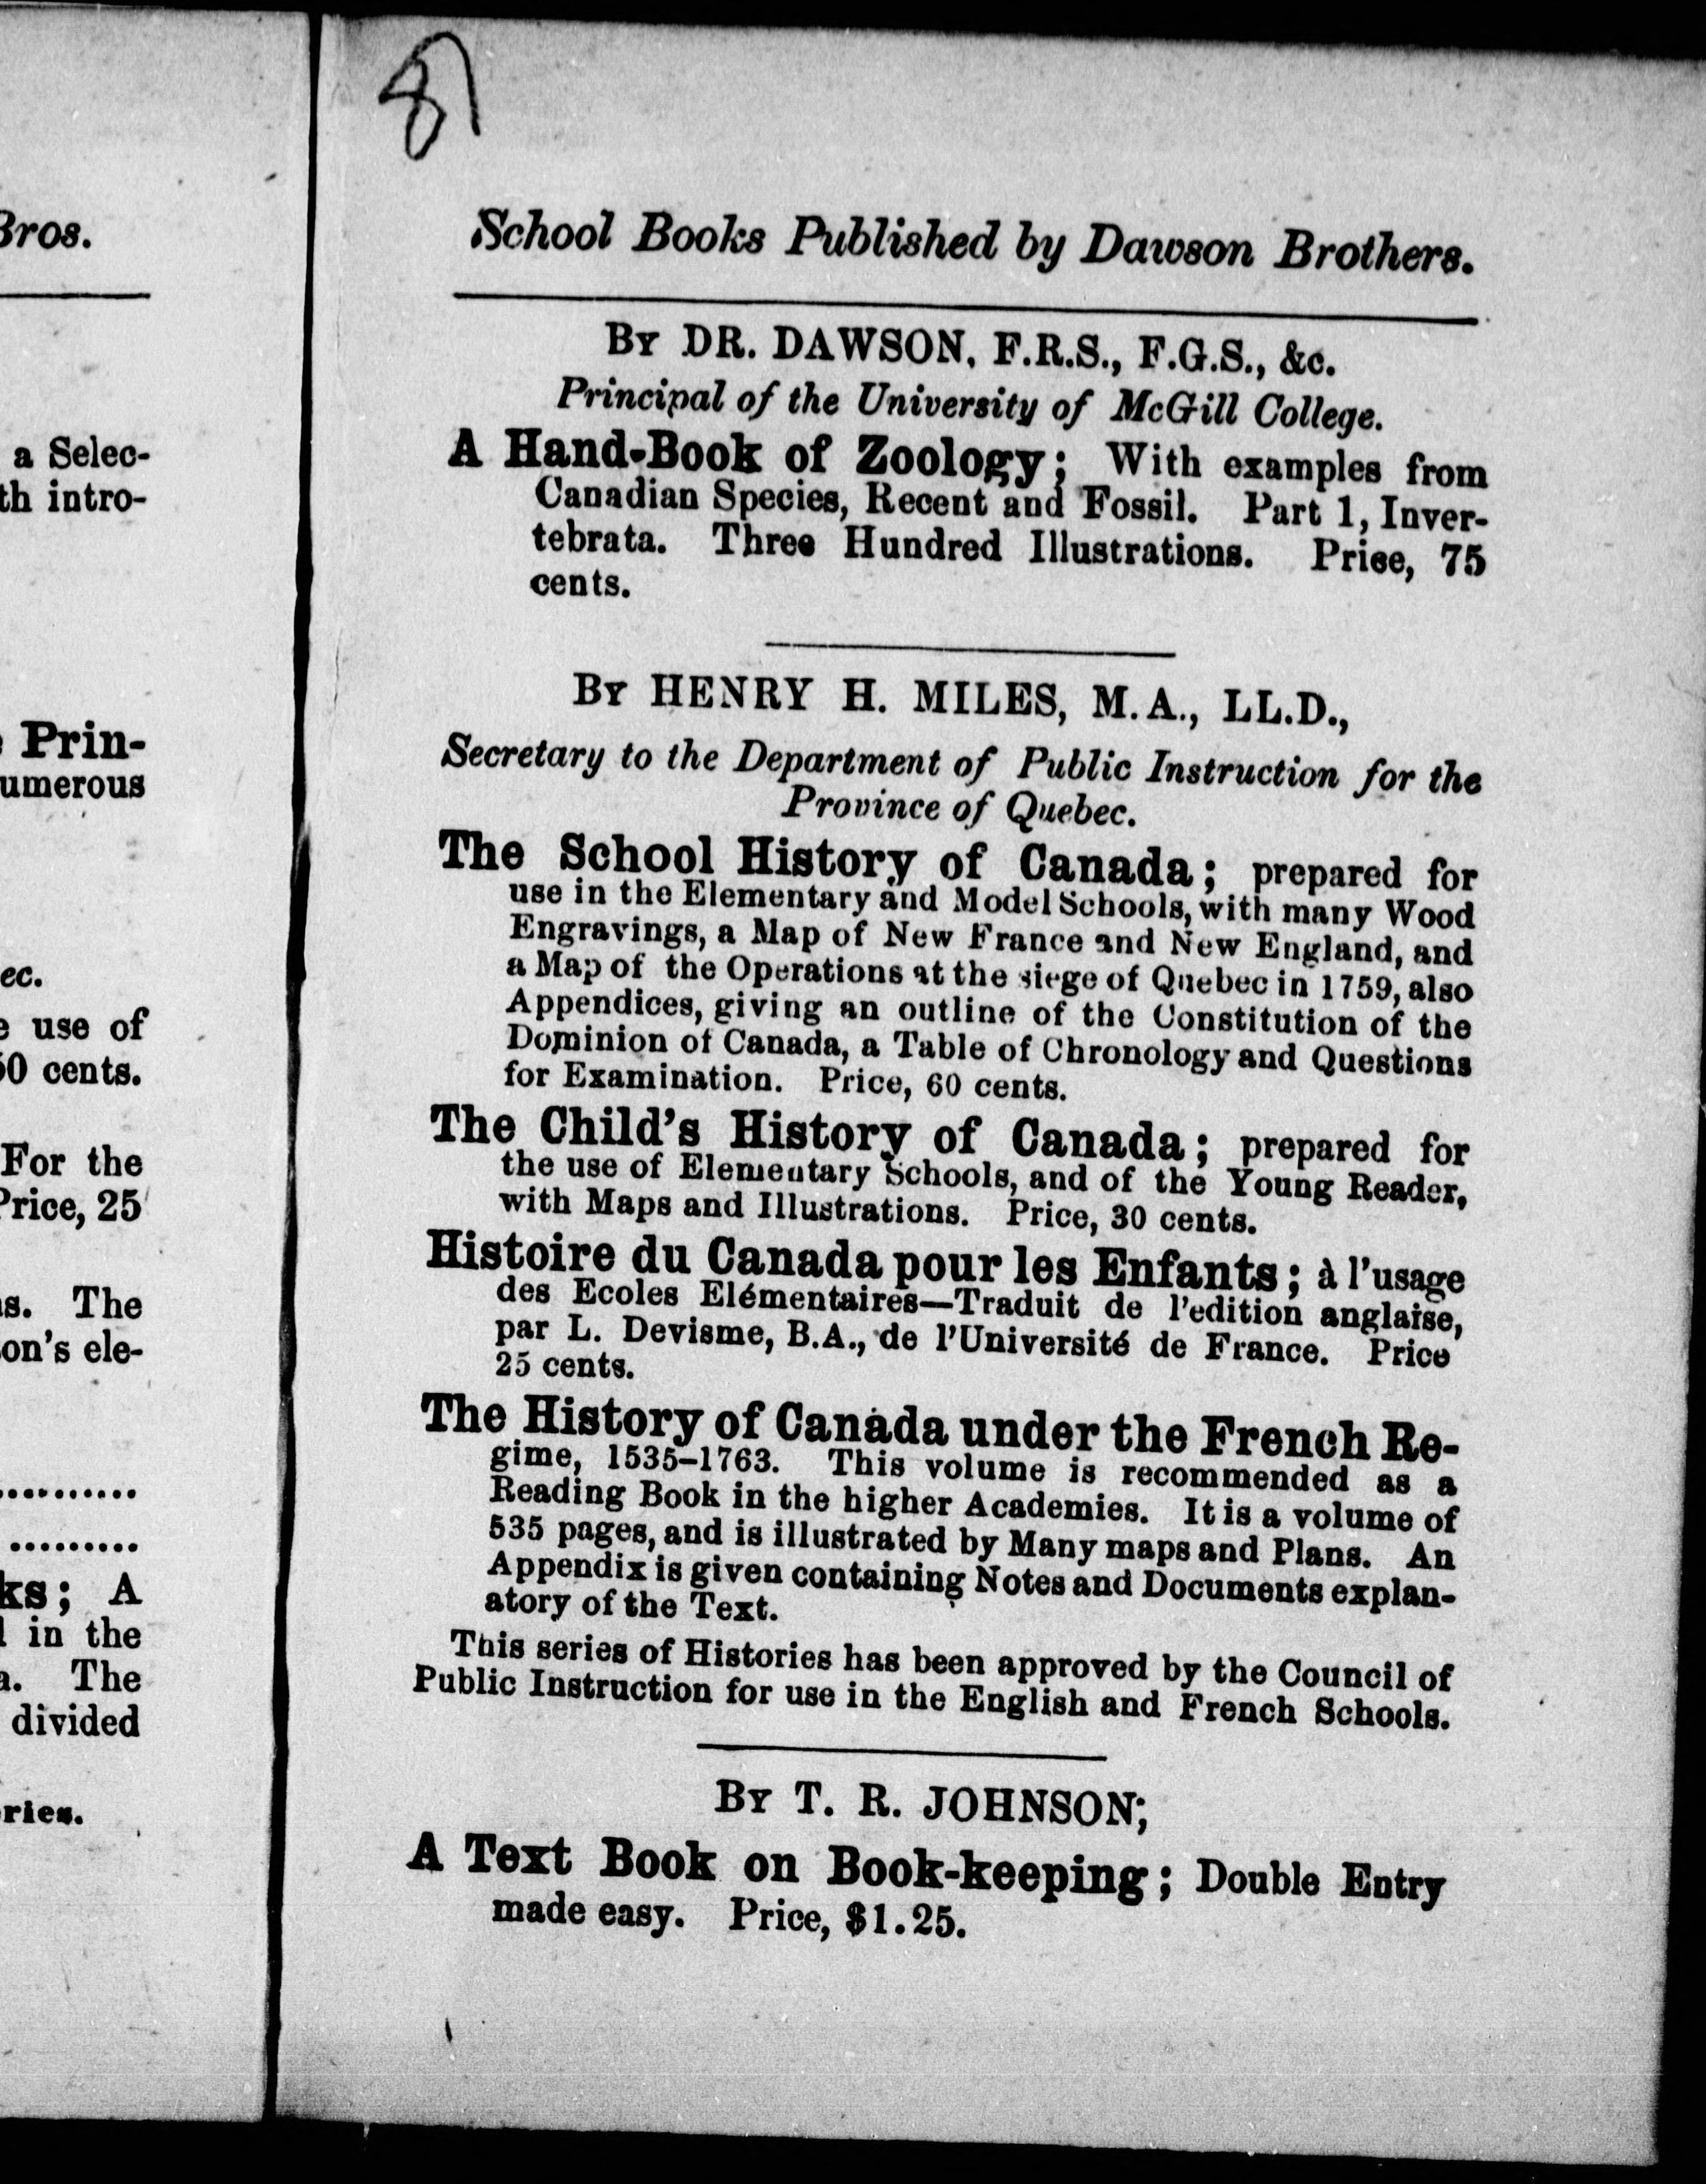 Bros.
a Selec-
th intro-
Prin-
umerous
ec.
use of
50 cents.
For the
Price, 25
s. The
on's ele-
..........
.........
ks; A
in the
a. The
divided
ries.
8
School Books Published by Dawson Brothers.
By DR. DAWSON, F.R.S., F.G.S., &c.
Principal of the University of McGill College.
A Hand-Book of Zoology; With examples from
Canadian Species, Recent and Fossil. Part 1, Inver-
tebrata. Three Hundred Illustrations. Price, 75
cents.
By HENRY H. MILES, M.A., LL.D.,
Secretary to the Department of Public Instruction for the
Province of Quebec.
The School History of Canada; prepared for
use in the Elementary and Model Schools, with many Wood
Engravings, a Map of New France and New England, and
a Map of the Operations at the siege of Quebec in 1759, also
Appendices, giving an outline of the Constitution of the
Dominion of Canada, a Table of Chronology and Questions
for Examination. Price, 60 cents.
The Child's History of Canada; prepared for
the use of Elementary Schools, and of the Young Reader,
with Maps and Illustrations. Price, 30 cents.
Histoire du Canada pour les Enfants; à l'usage
des Ecoles Elémentaires—Traduit de l'edition anglaise,
par L. Devisme, B.A., de l'Université de France. Price
25 cents.
The History of Canada under the French Re-
gime, 1535-1763. This volume is recommended as a
Reading Book in the higher Academies. It is a volume of
535 pages, and is illustrated by Many maps and Plans. An
Appendix is given containing Notes and Documents explan-
atory of the Text.
This series of Histories has been approved by the Council of
Public Instruction for use in the English and French Schools.
By T. R. JOHNSON;
A Text Book on Book-keeping; Double Entry
made easy. Price, $1.25.